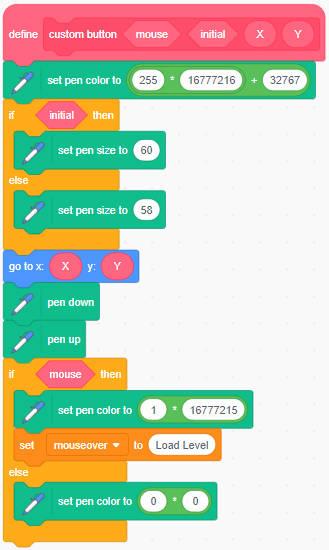 define custom button mouse initial X Y
set pen color to 255 * 16777216 + 32767
if initial then
set pen size to 60
else
set pen size to 58
go to x: X y: Y
pen down
pen up
if mouse then
set pen color to 1 * 16777215
set mouseover to Load Level
else
set pen color to 0 * 0